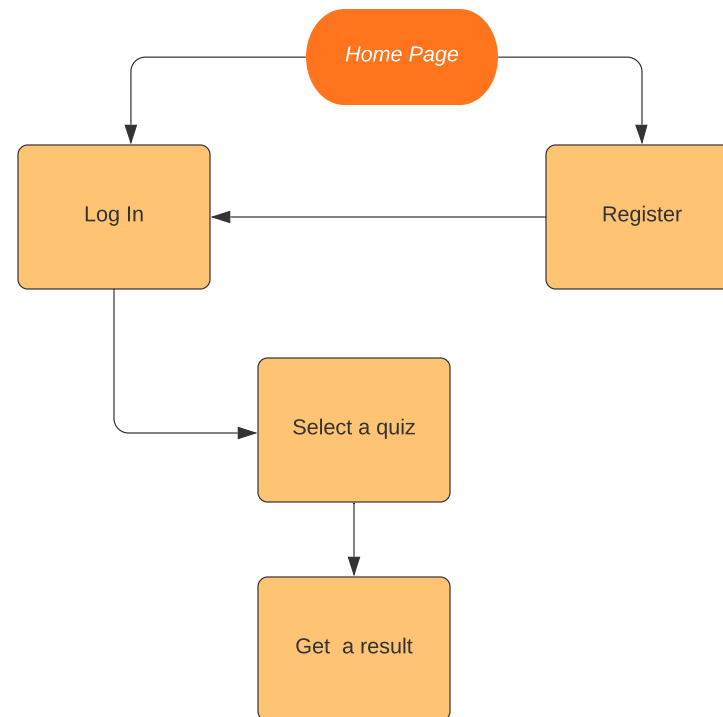 Home Page
Log In
Register
Select a quiz
Get  a result